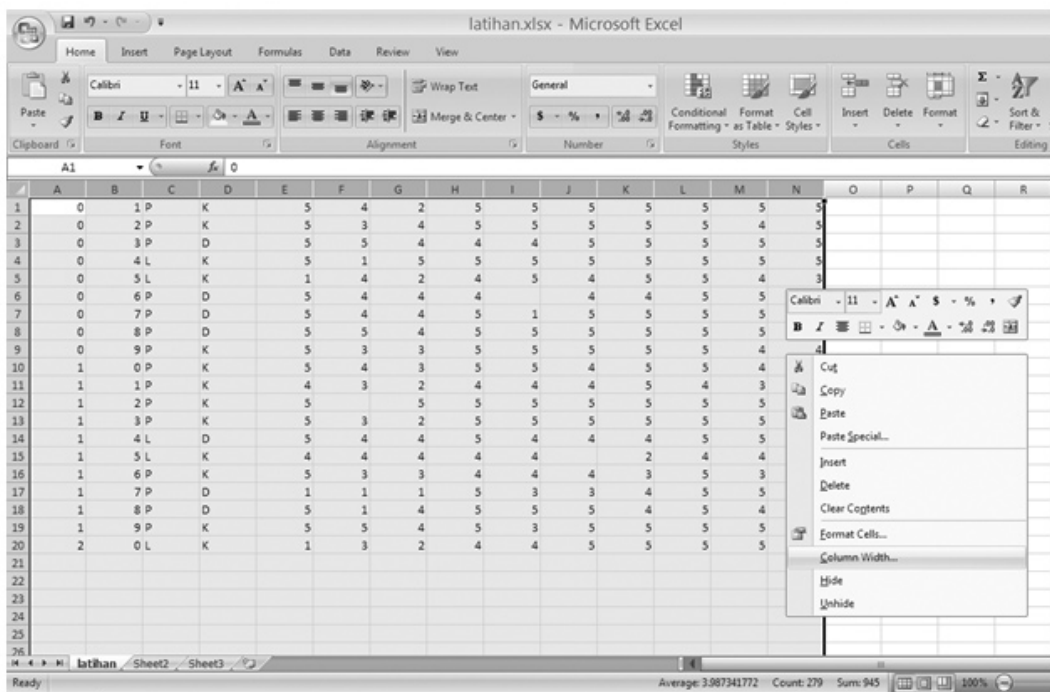 latihan.xlsx - Microsoft Excel
Home Insert Page Layout Formulas Data Review View
Calibri 11 A A Wrap Text General
Paste B I U A Merge & Center $ % , Conditional Formatting Format as Table Cell Styles Insert Delete Format Σ Sort & Filter
Clipboard Font Alignment Number Styles Cells Editing
A1 fx 0
A B C D E F G H I J K L M N O P Q R
1 0 1 P K 5 4 2 5 5 5 5 5 5 5
2 0 2 P K 5 3 4 5 5 5 5 5 4 5
3 0 3 P D 5 5 4 4 4 5 5 5 5 5
4 0 4 L K 5 1 5 5 5 5 5 5 5 5
5 0 5 L K 1 4 2 4 5 4 5 5 4 3
6 0 6 P D 5 4 4 4 4 4 5 5
7 0 7 P D 5 4 4 5 1 5 5 5 5
8 0 8 P D 5 5 4 5 5 5 5 5 5
9 0 9 P K 5 3 3 5 5 5 5 5 4 4
10 1 0 P K 5 4 3 5 5 4 5 5 4
11 1 1 P K 4 3 2 4 4 4 5 4 3
12 1 2 P K 5 5 5 5 5 5 5 5
13 1 3 P K 5 3 2 5 5 5 5 5 5
14 1 4 L D 5 4 4 5 4 4 4 5 5
15 1 5 L K 4 4 4 4 4 2 4 4
16 1 6 P K 5 3 3 4 4 4 3 5 3
17 1 7 P D 1 1 1 5 3 3 4 5 5
18 1 8 P D 5 1 4 5 5 5 4 5 4
19 1 9 P K 5 5 4 5 3 5 5 5 5
20 2 0 L K 1 3 2 4 4 5 5 5 5
21
22
23
24
25
26
Calibri 11 A A $ % ,
B I A
Cut
Copy
Paste
Paste Special...
Insert
Delete
Clear Contents
Format Cells...
Column Width...
Hide
Unhide
latihan Sheet2 Sheet3
Ready Average: 3.987341772 Count: 279 Sum: 945 100%